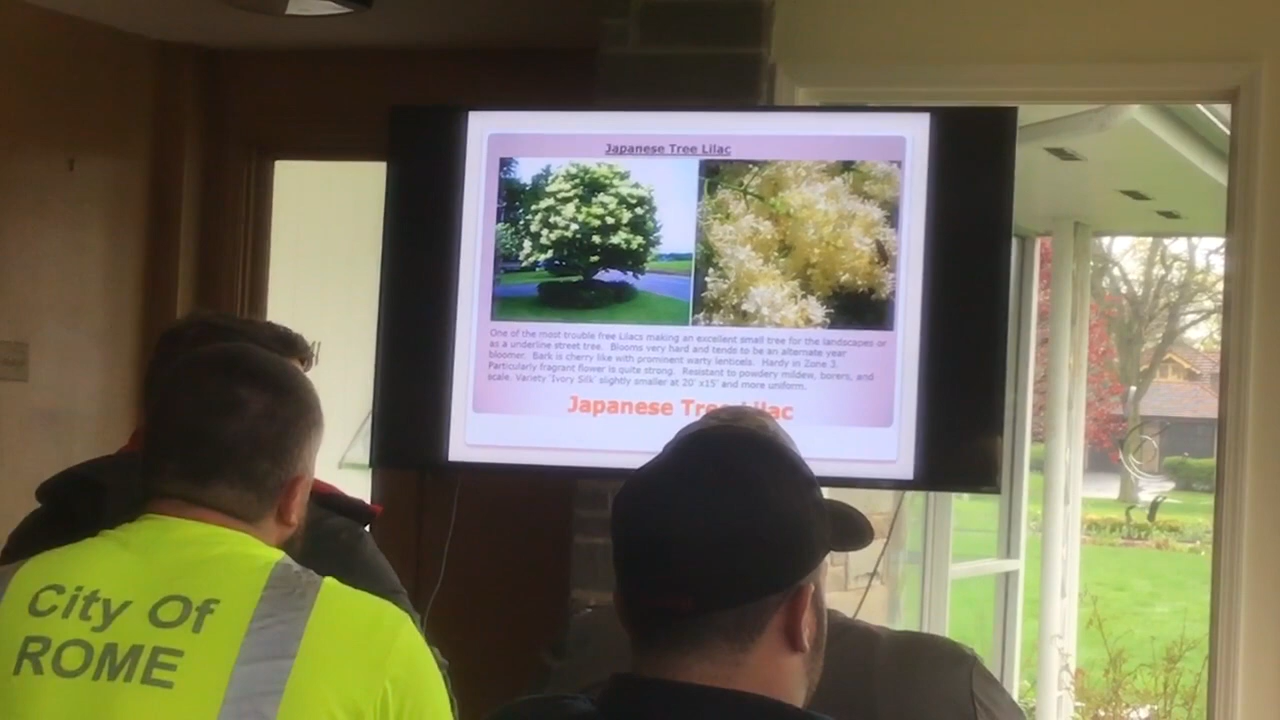 Japanese Tree Lilac
One of the most trouble free Lilacs making an excellent small tree for the landscapes or
as a underline street tree. Blooms very hard and tends to be an alternate year
bloomer. Bark is cherry like with prominent warty lenticels. Hardy in Zone 3.
Particularly fragrant flower is quite strong. Resistant to powdery mildew, borers, and
scale. Variety 'Ivory Silk' slightly smaller at 20' x15' and more uniform.
Japanese Tree Lilac
City Of
ROME